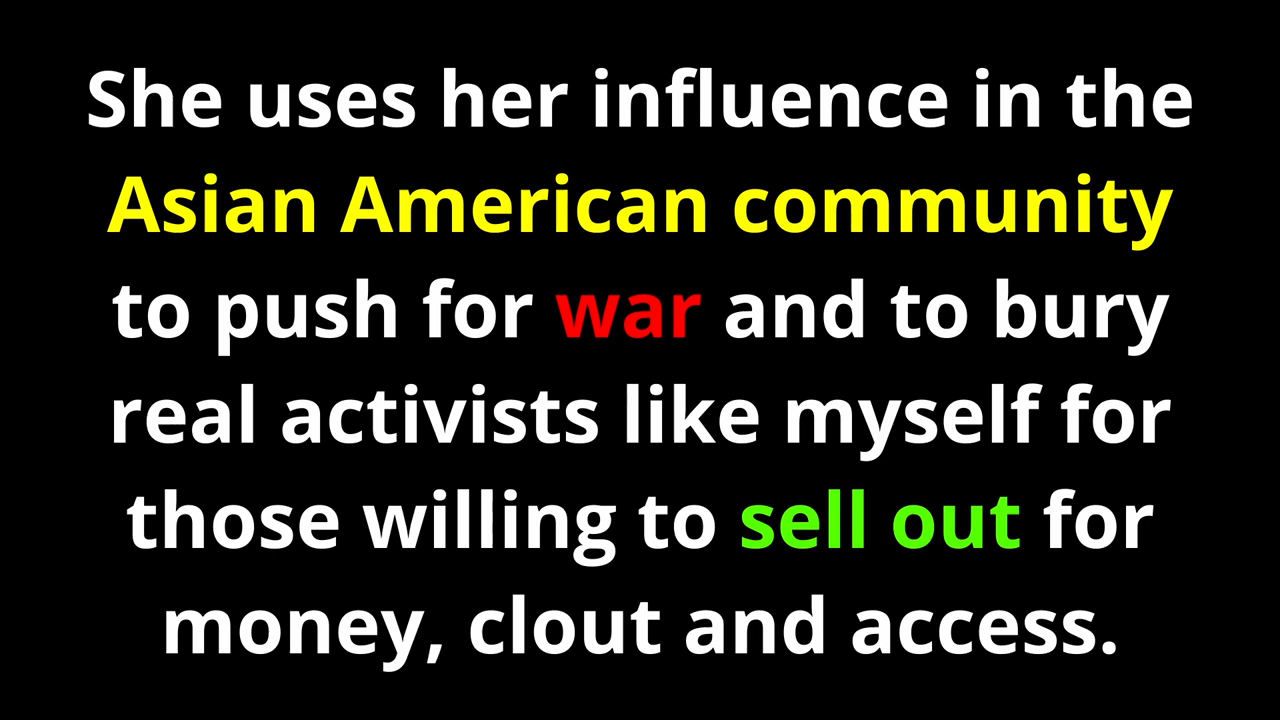 She uses her influence in the
Asian American community
to push for war and to bury
real activists like myself for
those willing to sell out for
money, clout and access.